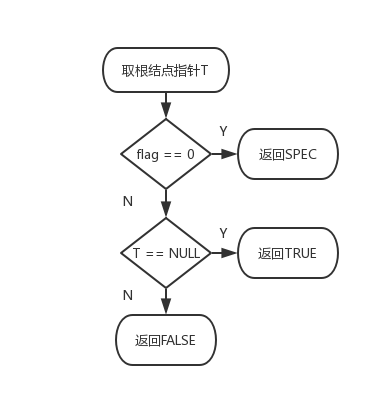 取根结点指针T
flag == 0
Y
返回SPEC
N
T == NULL
Y
返回TRUE
N
返回FALSE